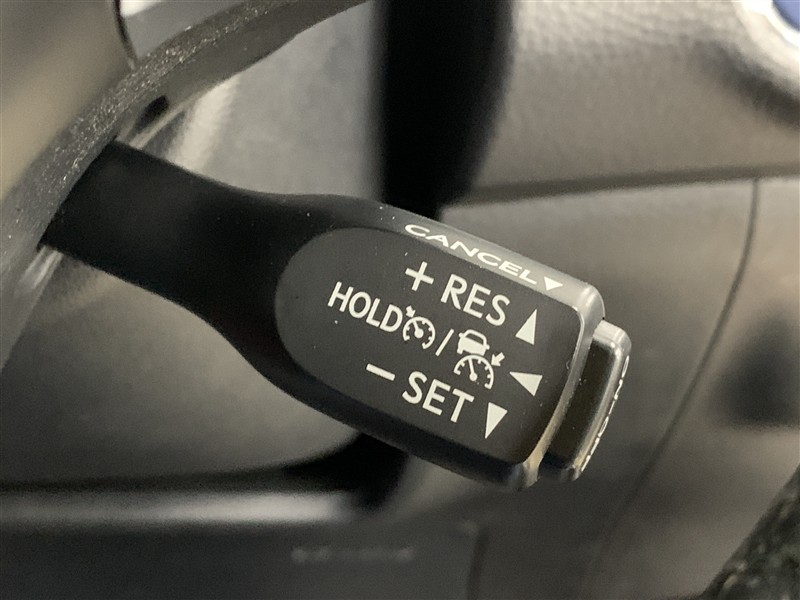 CANCEL ▼
+ RES ▲
HOLD / ◀
− SET ▼